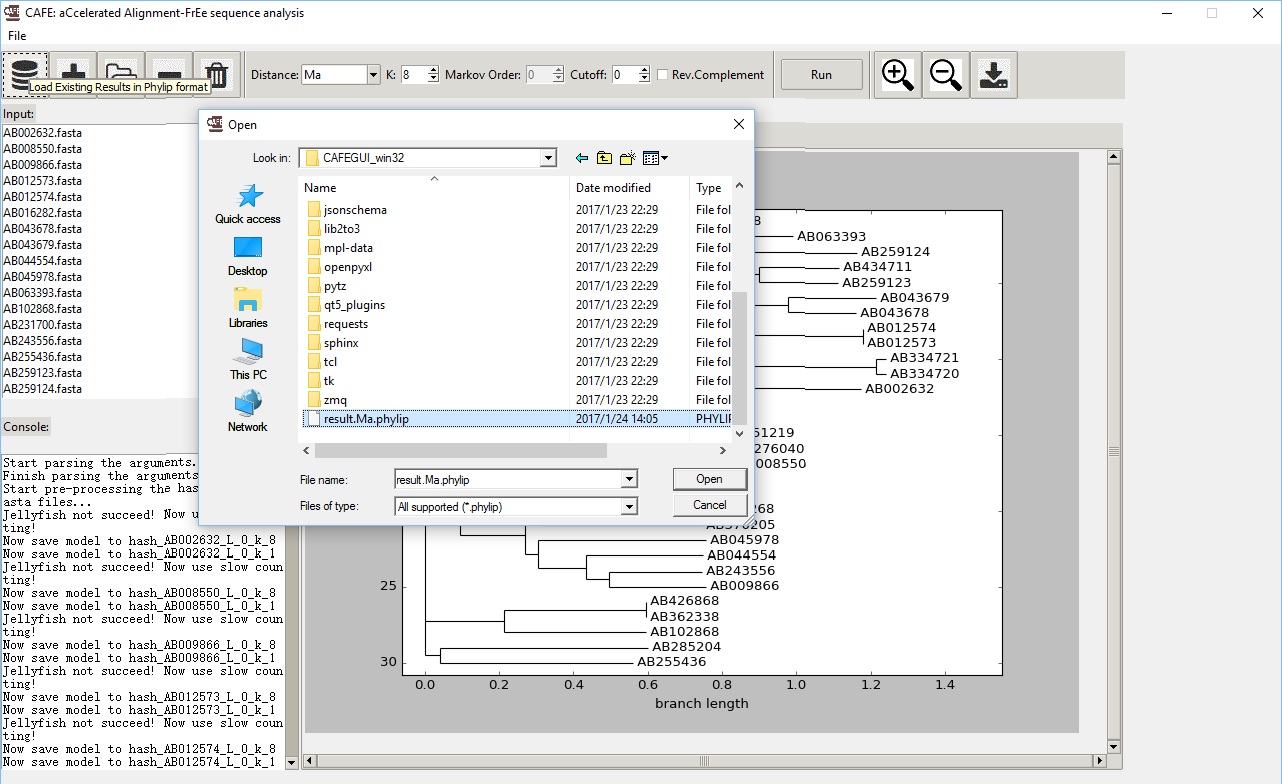 CAFE: aCcelerated Alignment-FrEe sequence analysis
File
Distance: Ma K: 8 Markov Order: 0 Cutoff: 0 Rev.Complement Run
Load Existing Results in Phylip format
Input:
AB002632.fasta
AB008550.fasta
AB009866.fasta
AB012573.fasta
AB012574.fasta
AB016282.fasta
AB043678.fasta
AB043679.fasta
AB044554.fasta
AB045978.fasta
AB063393.fasta
AB102868.fasta
AB231700.fasta
AB243556.fasta
AB255436.fasta
AB259123.fasta
AB259124.fasta
Console:
Start parsing the arguments.
Finish parsing the arguments
Start pre-processing the has
asta files...
Jellyfish not succeed! Now u
ting!
Now save model to hash_AB002632_L_0_k_8
Now save model to hash_AB002632_L_0_k_1
Jellyfish not succeed! Now use slow coun
ting!
Now save model to hash_AB008550_L_0_k_8
Now save model to hash_AB008550_L_0_k_1
Jellyfish not succeed! Now use slow coun
ting!
Now save model to hash_AB009866_L_0_k_8
Now save model to hash_AB009866_L_0_k_1
Jellyfish not succeed! Now use slow coun
ting!
Now save model to hash_AB012573_L_0_k_8
Now save model to hash_AB012573_L_0_k_1
Jellyfish not succeed! Now use slow coun
ting!
Now save model to hash_AB012574_L_0_k_8
Now save model to hash_AB012574_L_0_k_1
Open
Look in: CAFEGUI_win32
Quick access
Desktop
Libraries
This PC
Network
Name Date modified Type
jsonschema 2017/1/23 22:29 File fol
lib2to3 2017/1/23 22:29 File fol
mpl-data 2017/1/23 22:29 File fol
openpyxl 2017/1/23 22:29 File fol
pytz 2017/1/23 22:29 File fol
qt5_plugins 2017/1/23 22:29 File fol
requests 2017/1/23 22:29 File fol
sphinx 2017/1/23 22:29 File fol
tcl 2017/1/23 22:29 File fol
tk 2017/1/23 22:29 File fol
zmq 2017/1/23 22:29 File fol
result.Ma.phylip 2017/1/24 14:05 PHYLIP
File name: result.Ma.phylip Open
Files of type: All supported (*.phylip) Cancel
8
AB063393
AB259124
AB434711
AB259123
AB043679
AB043678
AB012574
AB012573
AB334721
AB334720
AB002632
51219
276040
008550
268
AB370205
AB045978
AB044554
AB243556
25 AB009866
AB426868
AB362338
AB102868
AB285204
30 AB255436
0.0 0.2 0.4 0.6 0.8 1.0 1.2 1.4
branch length